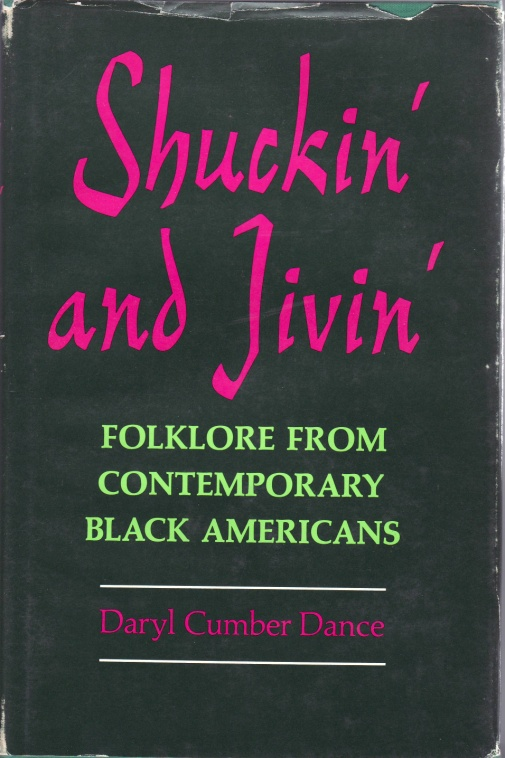 Shuckin'
and Jivin'
FOLKLORE FROM
CONTEMPORARY
BLACK AMERICANS
Daryl Cumber Dance